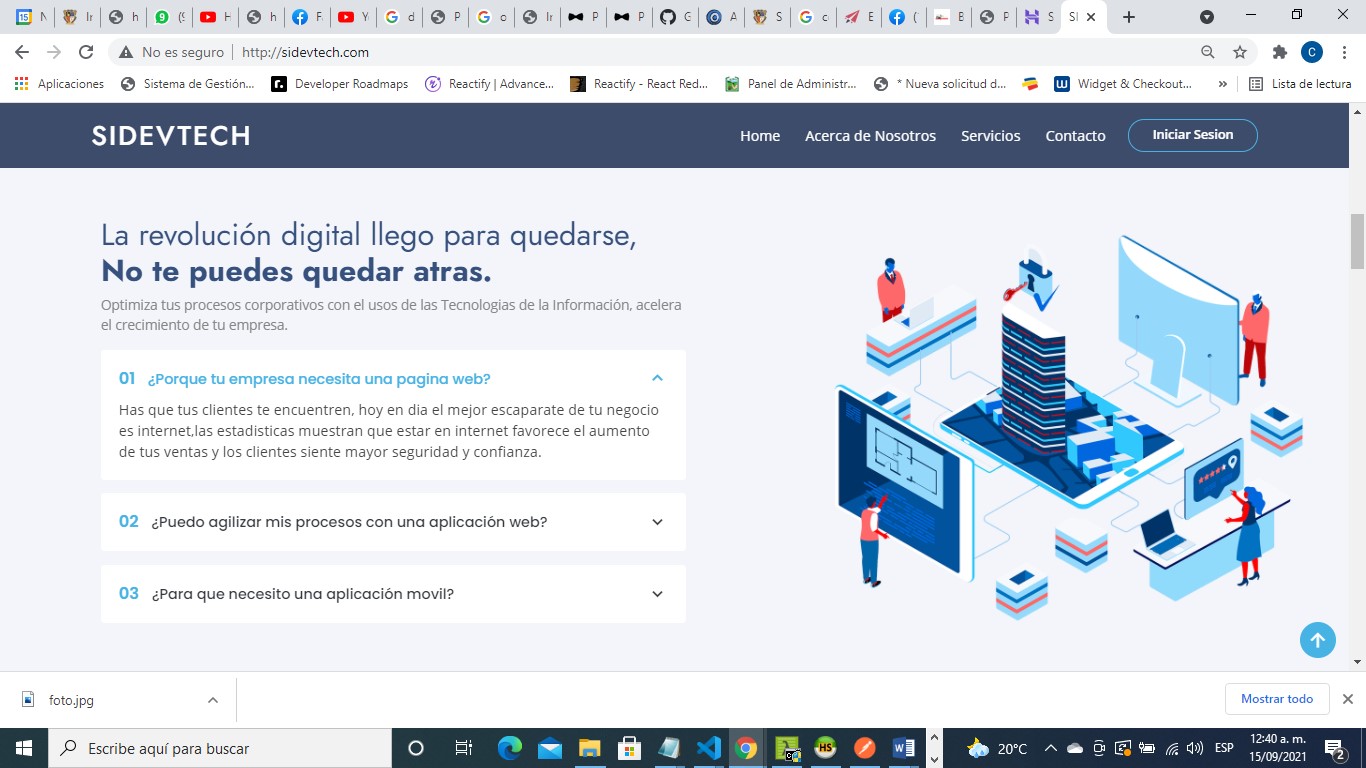 No es seguro
http://sidevtech.com
C
Aplicaciones
Sistema de Gestión...
Developer Roadmaps
Reactify | Advance...
Reactify - React Red...
Panel de Administr...
* Nueva solicitud d...
Widget & Checkout...
»
Lista de lectura
SIDEVTECH
Home
Acerca de Nosotros
Servicios
Contacto
Iniciar Sesion
La revolución digital llego para quedarse,
No te puedes quedar atras.
Optimiza tus procesos corporativos con el usos de las Tecnologias de la Información, acelera
el crecimiento de tu empresa.
01 ¿Porque tu empresa necesita una pagina web?
Has que tus clientes te encuentren, hoy en dia el mejor escaparate de tu negocio
es internet,las estadisticas muestran que estar en internet favorece el aumento
de tus ventas y los clientes siente mayor seguridad y confianza.
02 ¿Puedo agilizar mis procesos con una aplicación web?
03 ¿Para que necesito una aplicación movil?
foto.jpg
Mostrar todo
Escribe aquí para buscar
HS
20°C
ESP
12:40 a. m.
15/09/2021
2